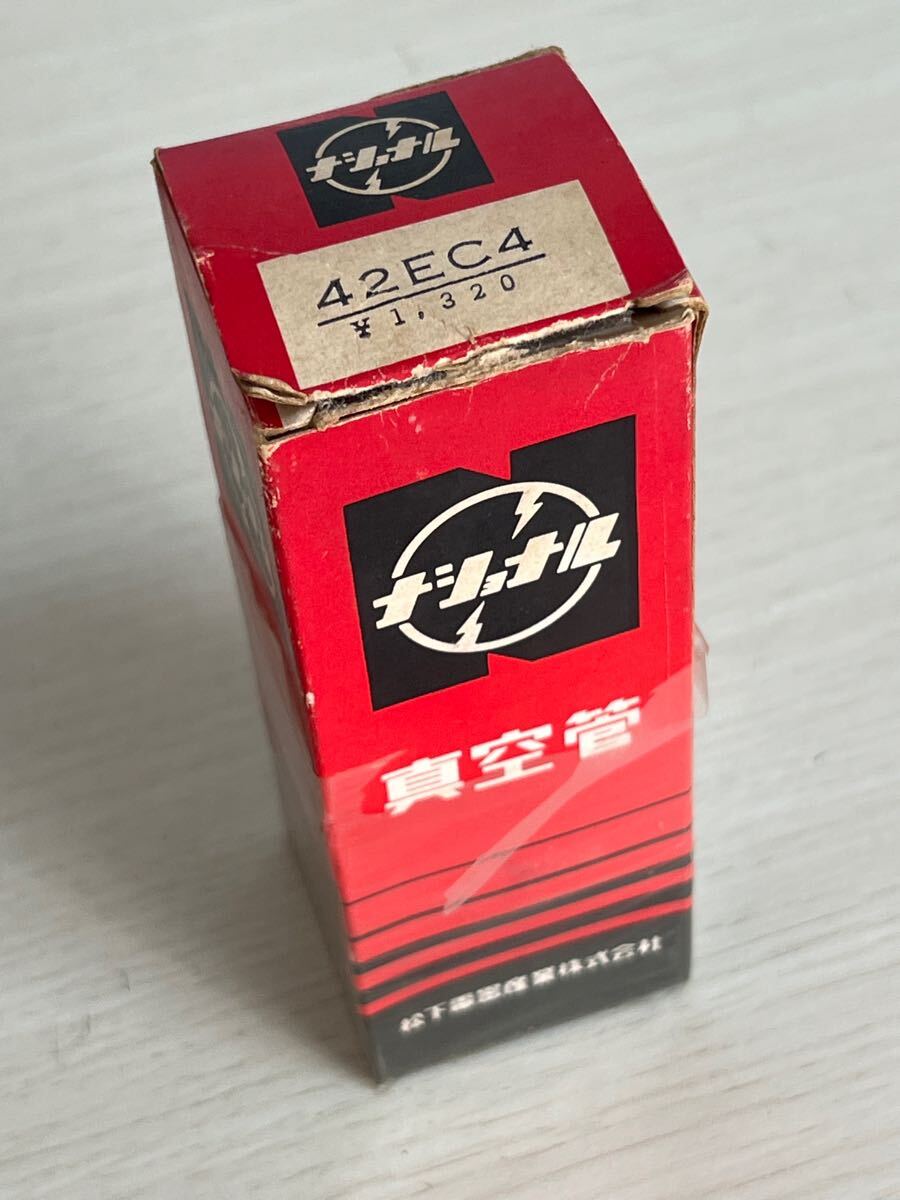 ナショナル
42EC4
¥1,320
ナショナル
真空管
松下電器産業株式会社